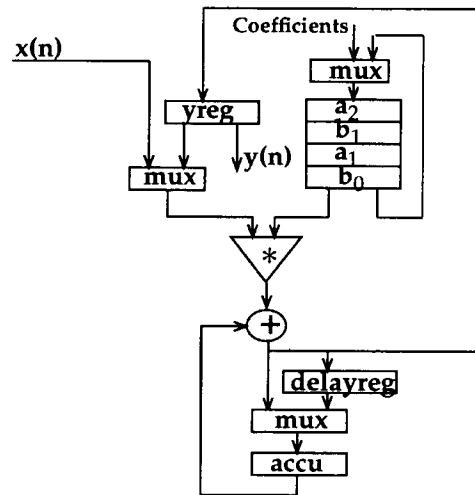 Coefficients
x(n)
mux
yreg
a2
b1
y(n)
a1
mux
b0
*
+
delayreg
mux
accu